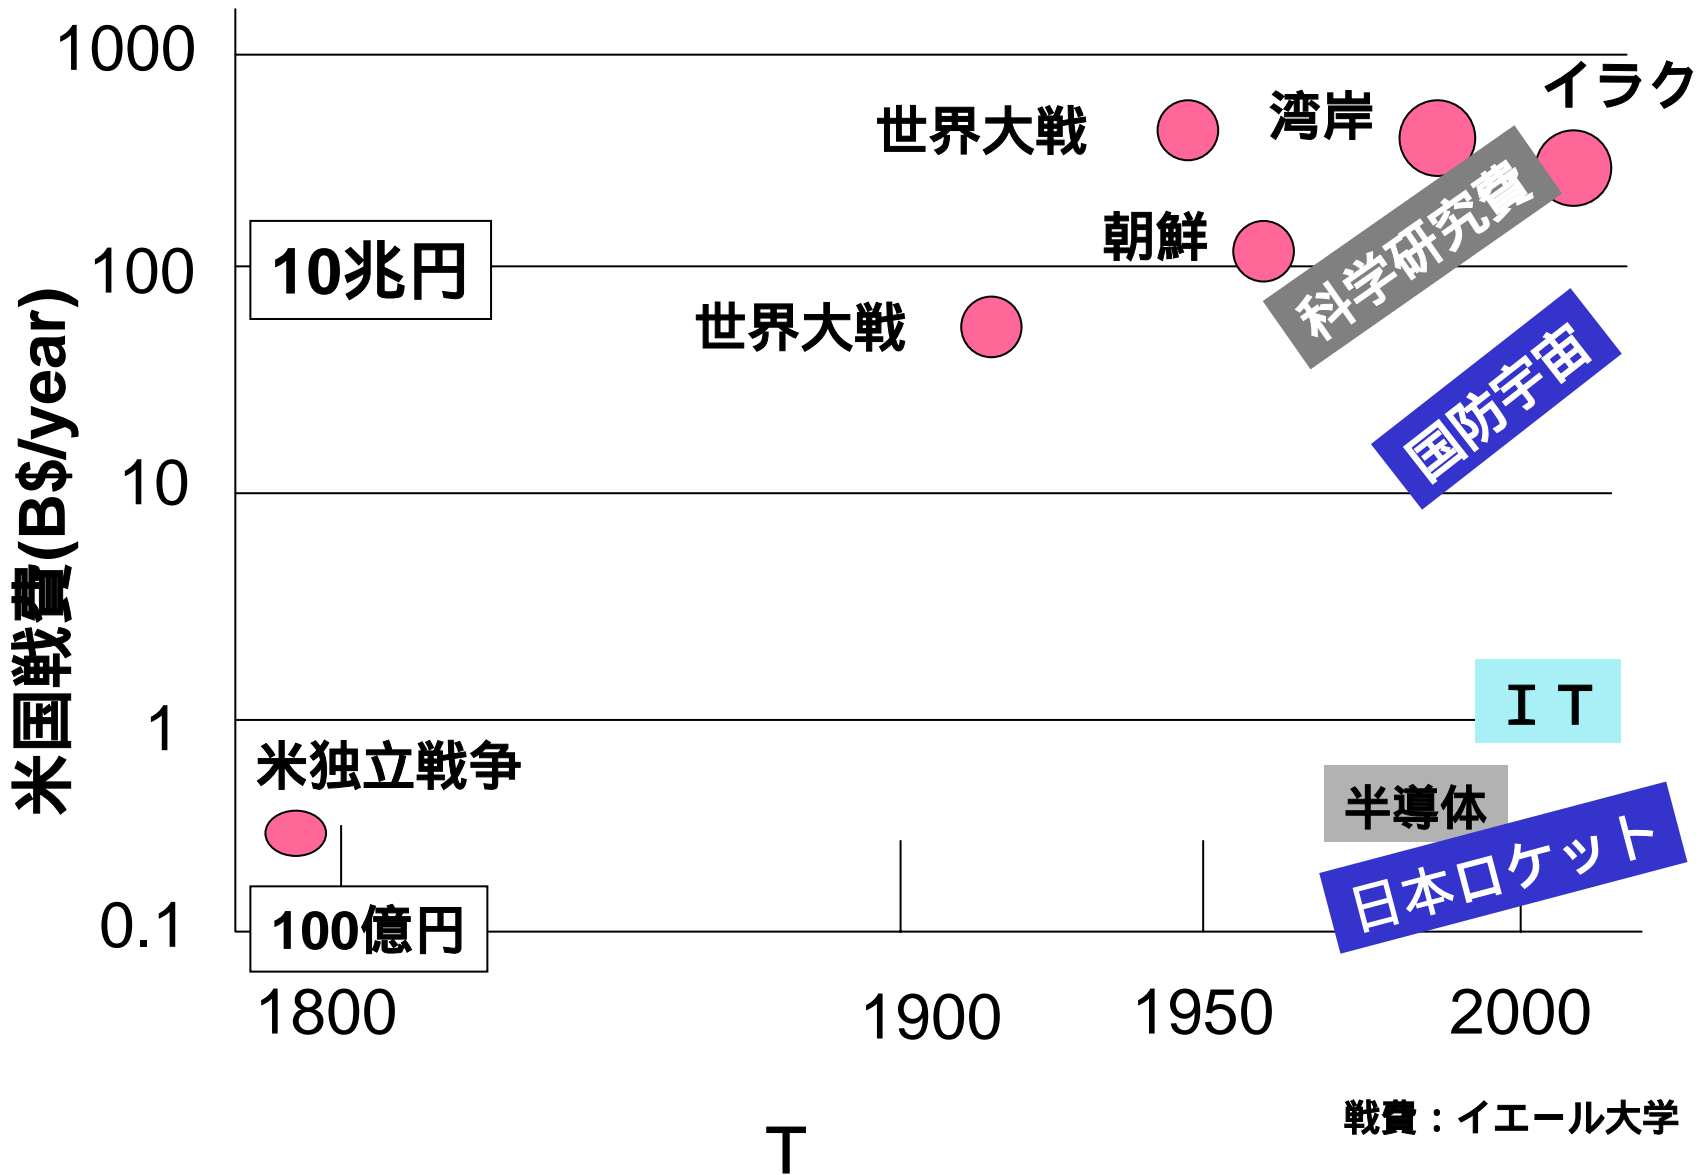 1000
イラク
湾岸
世界大戦
科学研究費
朝鮮
100
10兆円
世界大戦
国防宇宙
10
米国戦費(B$/year)
ＩＴ
1
米独立戦争
半導体
日本ロケット
0.1
100億円
1800
1900
1950
2000
戦費：イエール大学
T